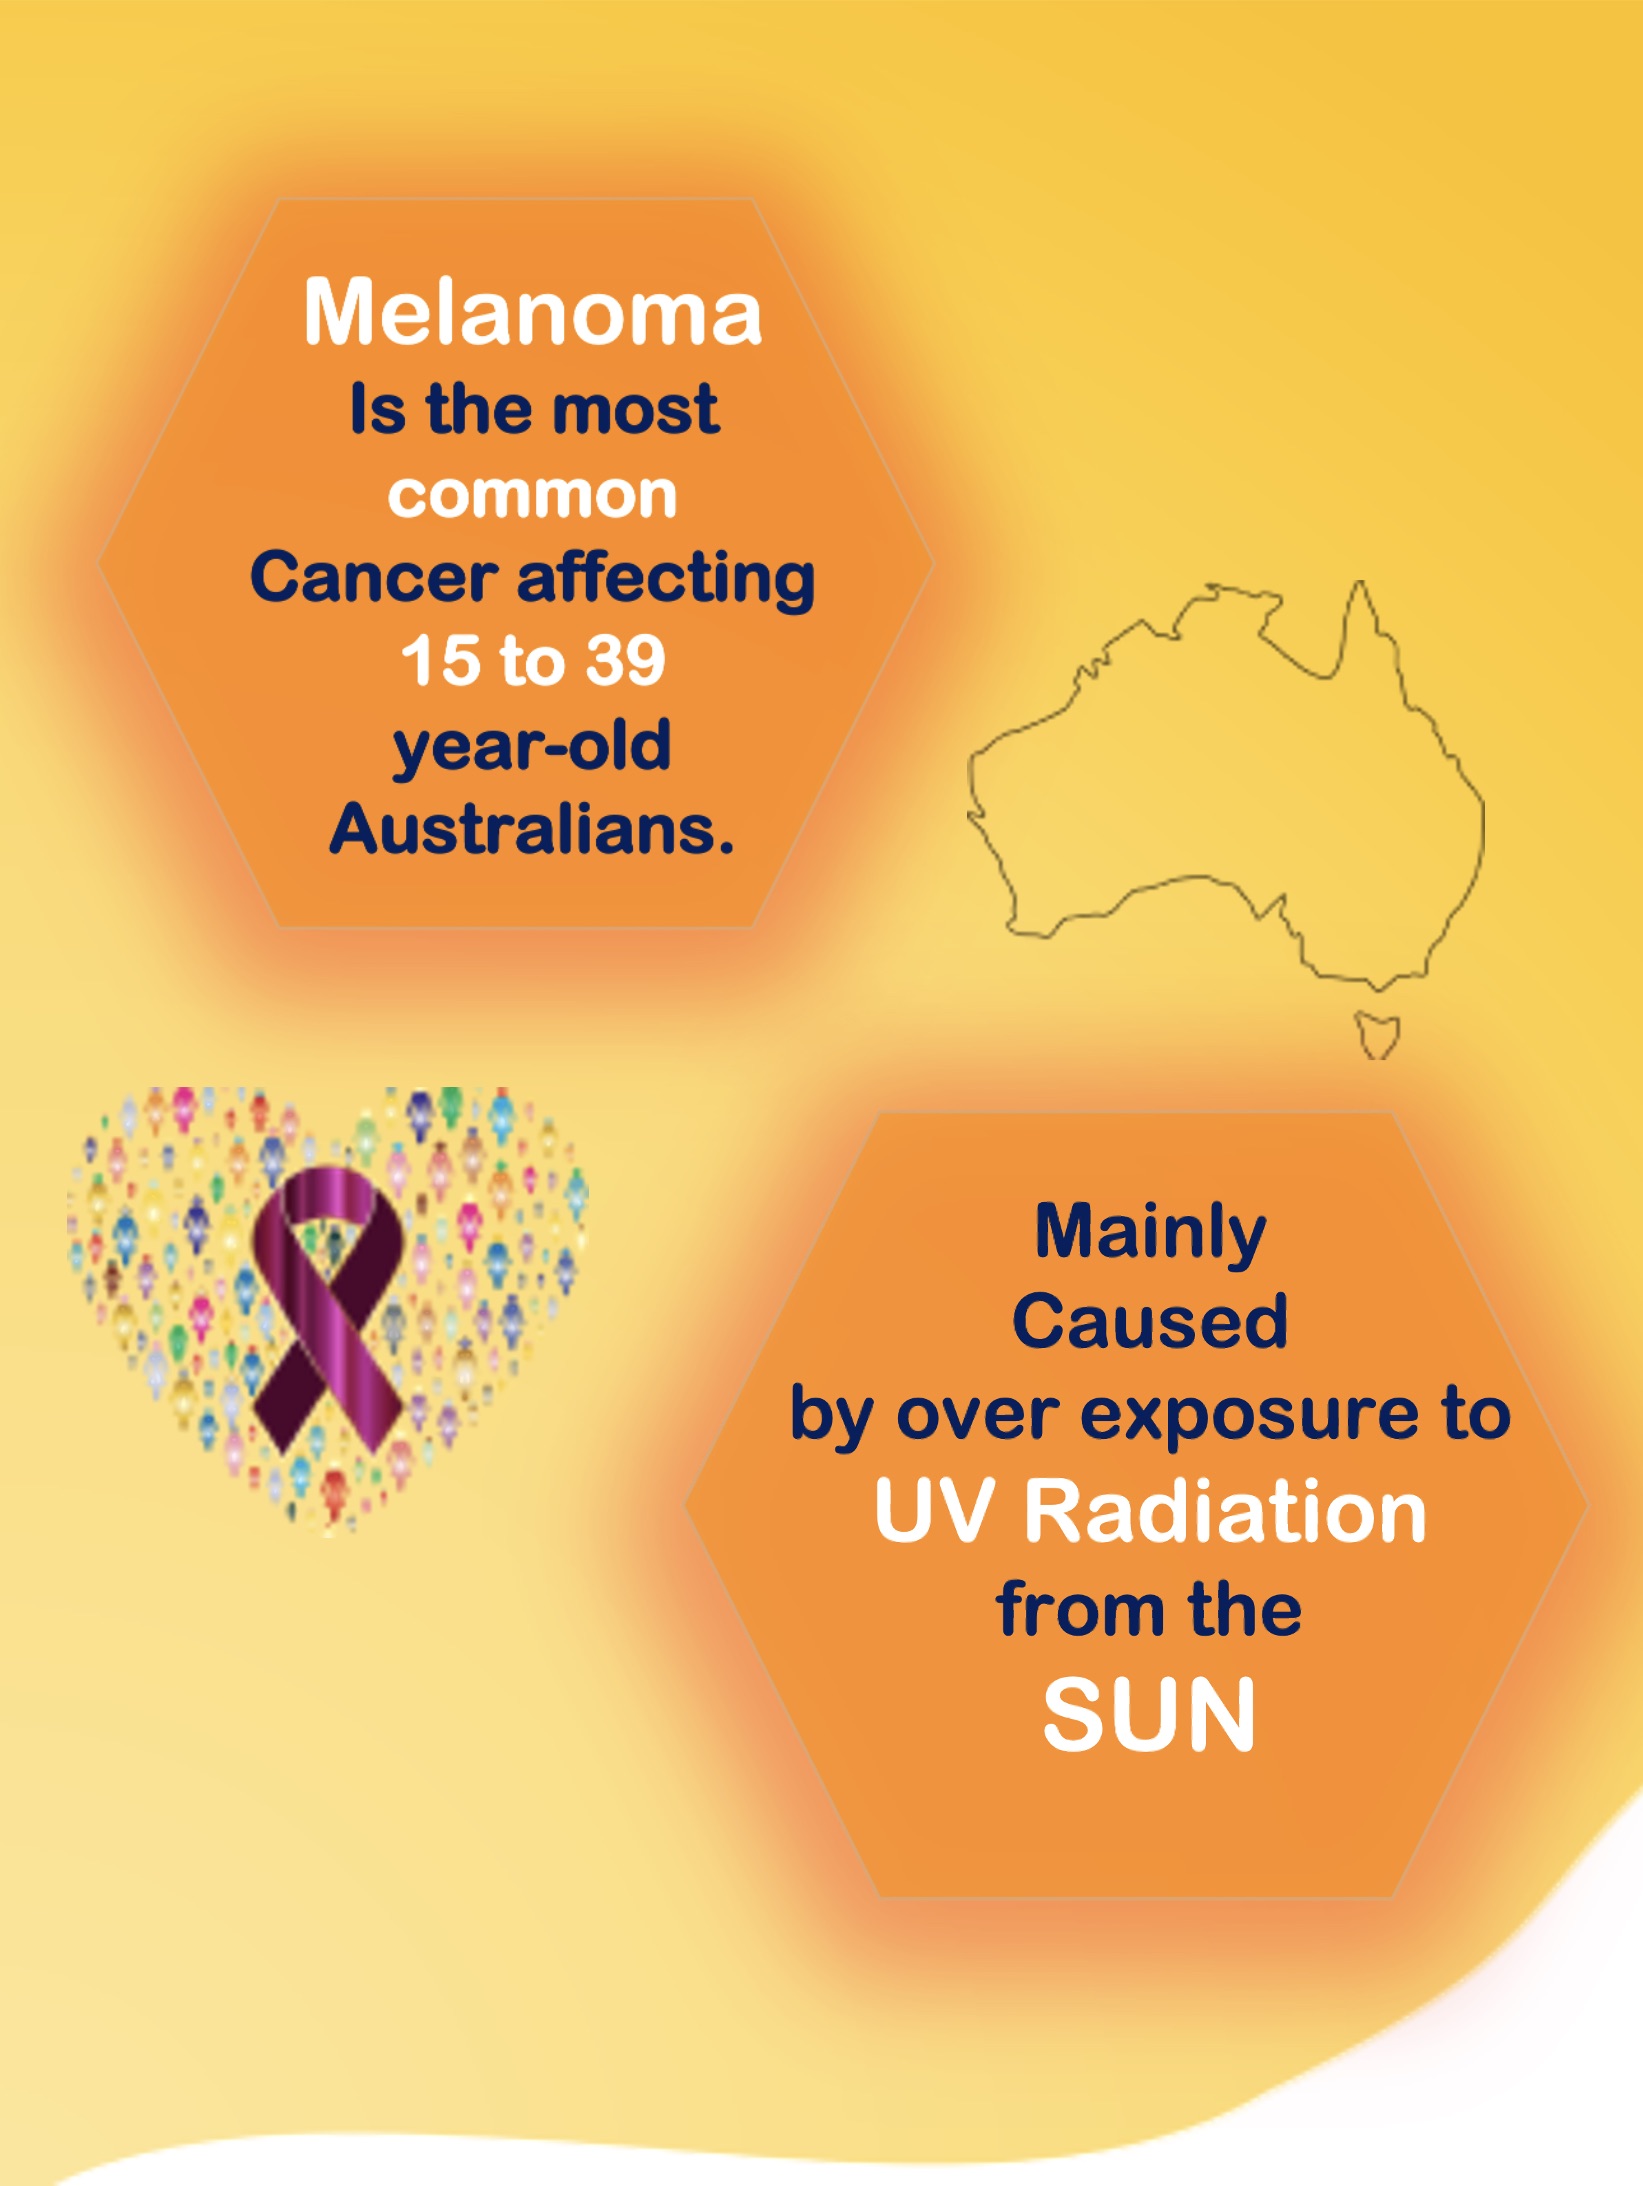 Melanoma
Is the most
common
Cancer affecting
15 to 39
year-old
Australians.
Mainly
Caused
by over exposure to
UV Radiation
from the
SUN